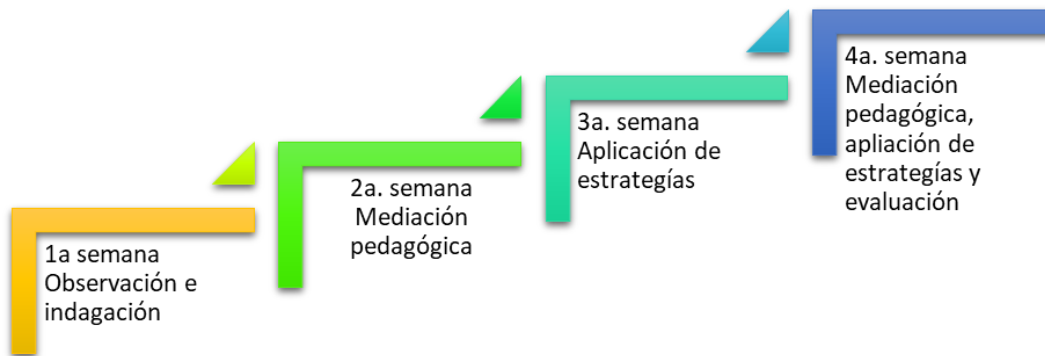 1a semana
Observación e
indagación
2a. semana
Mediación
pedagógica
3a. semana
Aplicación de
estrategías
4a. semana
Mediación
pedagógica,
apliación de
estrategías y
evaluación